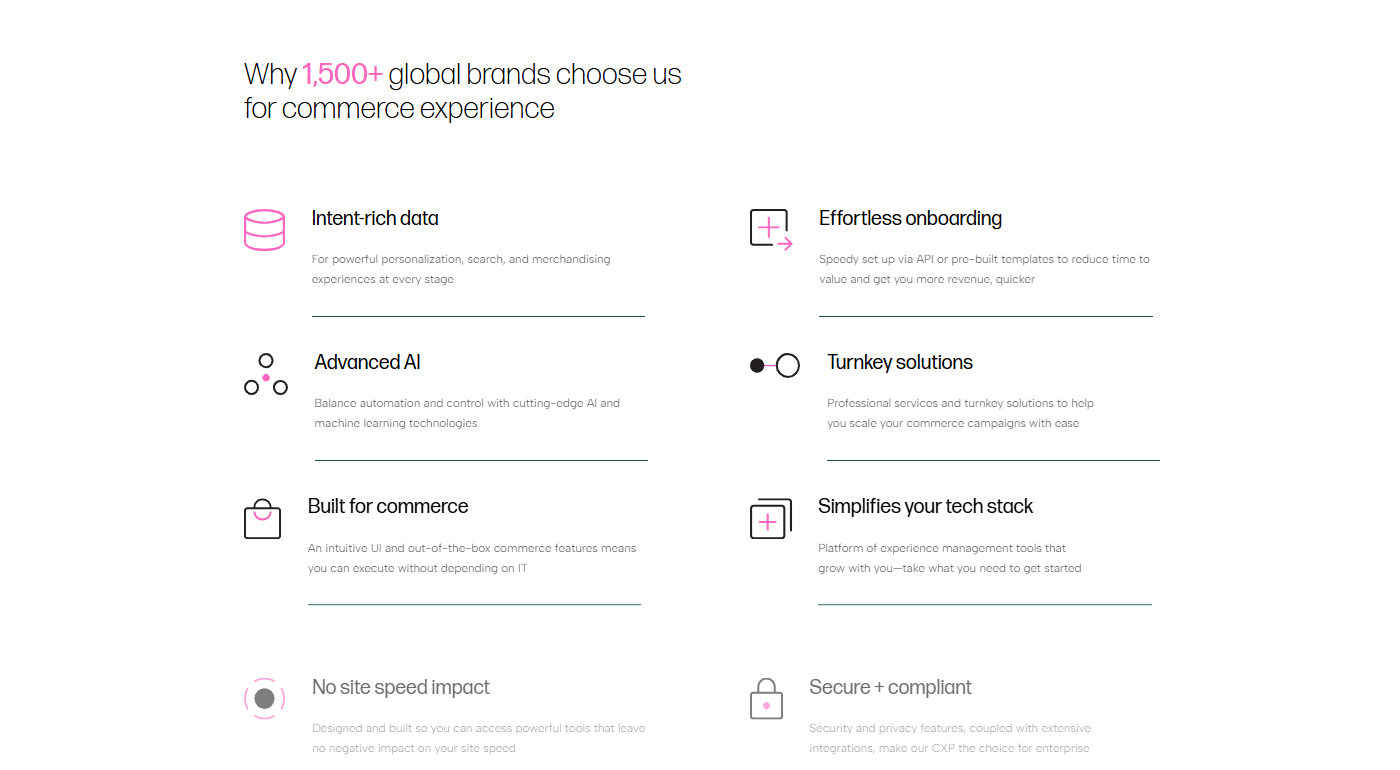 Why 1,500+ global brands choose us
for commerce experience
Intent-rich data
For powerful personalization, search, and merchandising
experiences at every stage
Effortless onboarding
Speedy set up via API or pre-built templates to reduce time to
value and get you more revenue, quicker
Advanced AI
Balance automation and control with cutting-edge AI and
machine learning technologies
Turnkey solutions
Professional services and turnkey solutions to help
you scale your commerce campaigns with ease
Built for commerce
An intuitive UI and out-of-the-box commerce features means
you can execute without depending on IT
Simplifies your tech stack
Platform of experience management tools that
grow with you—take what you need to get started
No site speed impact
Designed and built so you can access powerful tools that leave
no negative impact on your site speed
Secure + compliant
Security and privacy features, coupled with extensive
integrations, make our CXP the choice for enterprise